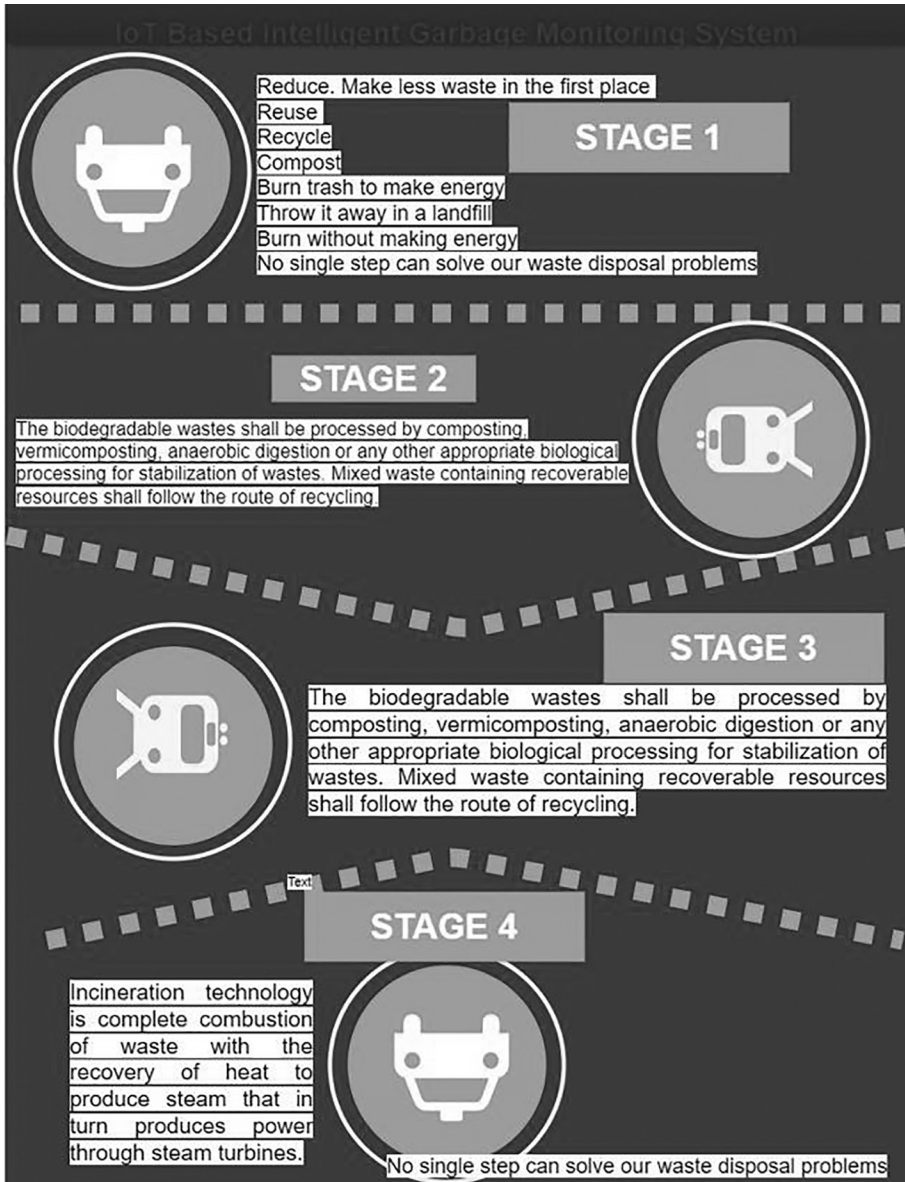 IoT Based Intelligent Garbage Monitoring System
Reduce. Make less waste in the first place
Reuse
Recycle
Compost
Burn trash to make energy
Throw it away in a landfill
Burn without making energy
No single step can solve our waste disposal problems
STAGE 1
STAGE 2
The biodegradable wastes shall be processed by composting,
vermicomposting, anaerobic digestion or any other appropriate biological
processing for stabilization of wastes. Mixed waste containing recoverable
resources shall follow the route of recycling.
STAGE 3
The biodegradable wastes shall be processed by
composting, vermicomposting, anaerobic digestion or any
other appropriate biological processing for stabilization of
wastes. Mixed waste containing recoverable resources
shall follow the route of recycling.
Text
STAGE 4
Incineration technology
is complete combustion
of waste with the
recovery of heat to
produce steam that in
turn produces power
through steam turbines.
No single step can solve our waste disposal problems